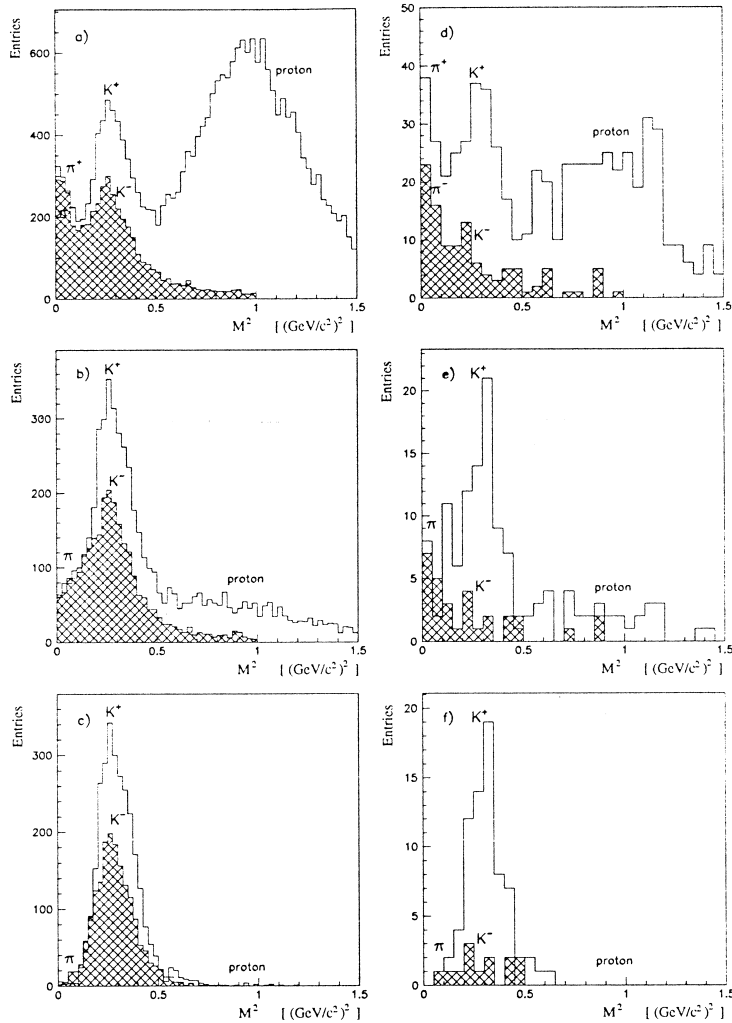 Entries
a)
600
400
200
0
π+
K+
K-
proton
0
0.5
1
1.5
M² [ (GeV/c²)² ]
Entries
d)
50
40
30
20
10
0
π+
π-
K+
K-
proton
0
0.5
1
1.5
M² [ (GeV/c²)² ]
Entries
b)
300
200
100
0
π
K+
K-
proton
0
0.5
1
1.5
M² [ (GeV/c²)² ]
Entries
e)
20
15
10
5
0
π
K+
K-
proton
0
0.5
1
1.5
M² [ (GeV/c²)² ]
Entries
c)
300
200
100
0
π
K+
K-
proton
0
0.5
1
1.5
M² [ (GeV/c²)² ]
Entries
f)
20
15
10
5
0
π
K+
K-
proton
0
0.5
1
1.5
M² [ (GeV/c²)² ]